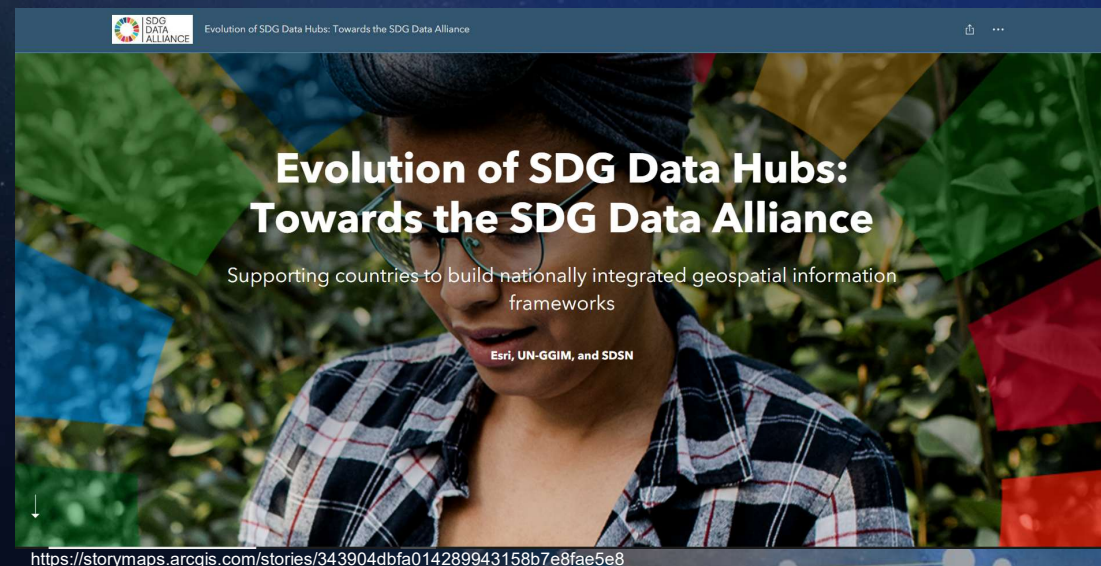 SDG
DATA
ALLIANCE
Evolution of SDG Data Hubs: Towards the SDG Data Alliance
Evolution of SDG Data Hubs:
Towards the SDG Data Alliance
Supporting countries to build nationally integrated geospatial information
frameworks
Esri, UN-GGIM, and SDSN
https://storymaps.arcgis.com/stories/343904dbfa014289943158b7e8fae5e8